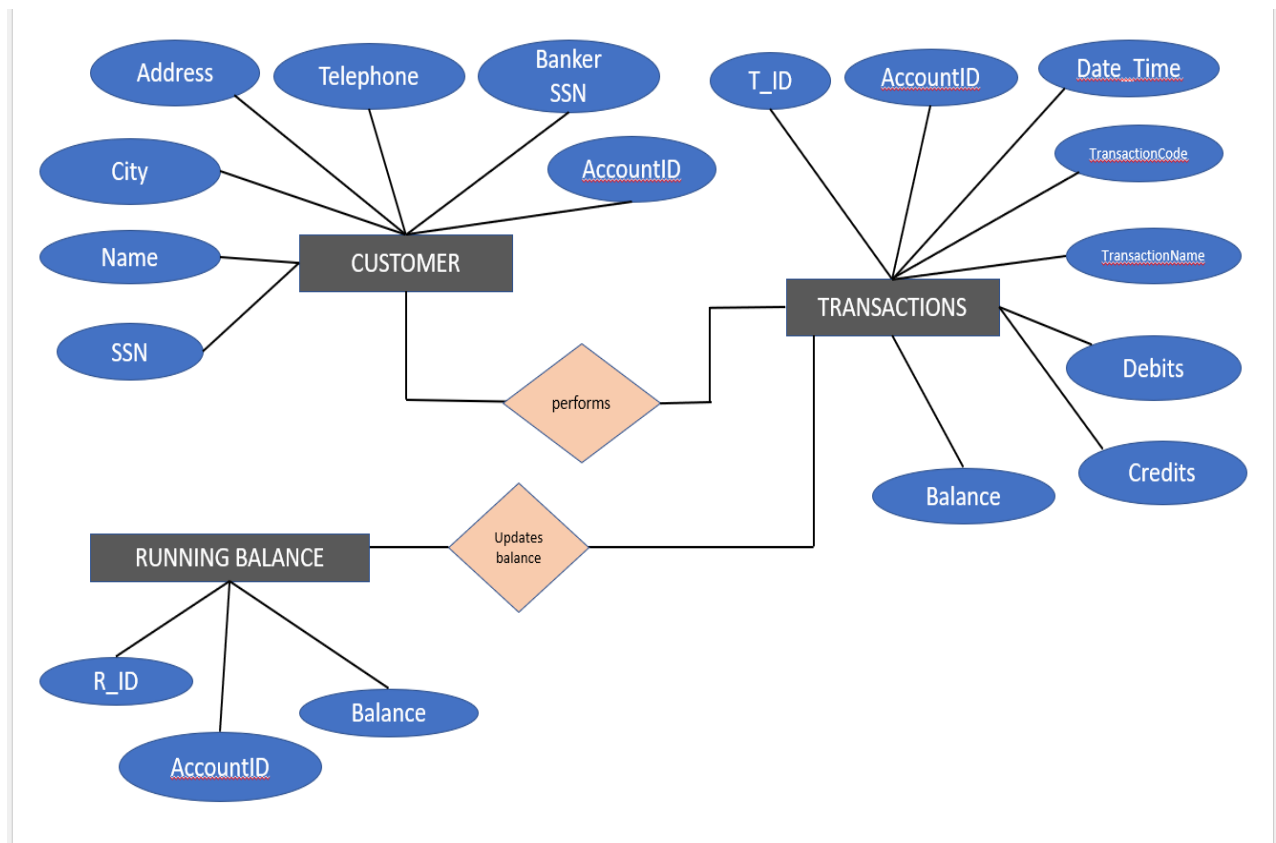 Address
Telephone
Banker
SSN
AccountID
City
Name
SSN
CUSTOMER
T_ID
AccountID
Date_Time
TransactionCode
TransactionName
TRANSACTIONS
Debits
Credits
Balance
performs
Updates
balance
RUNNING BALANCE
R_ID
AccountID
Balance